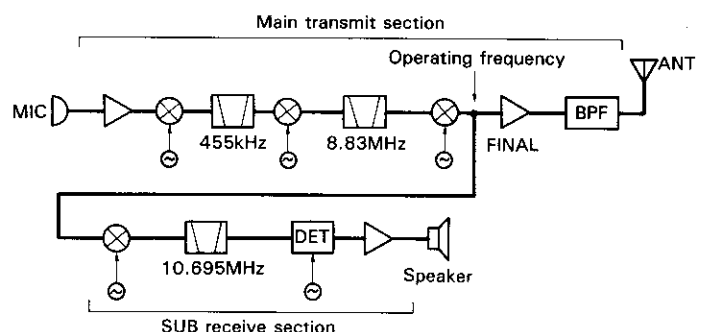 Main transmit section
Operating frequency
ANT
MIC
455kHz
8.83MHz
FINAL
BPF
10.695MHz
DET
Speaker
SUB receive section